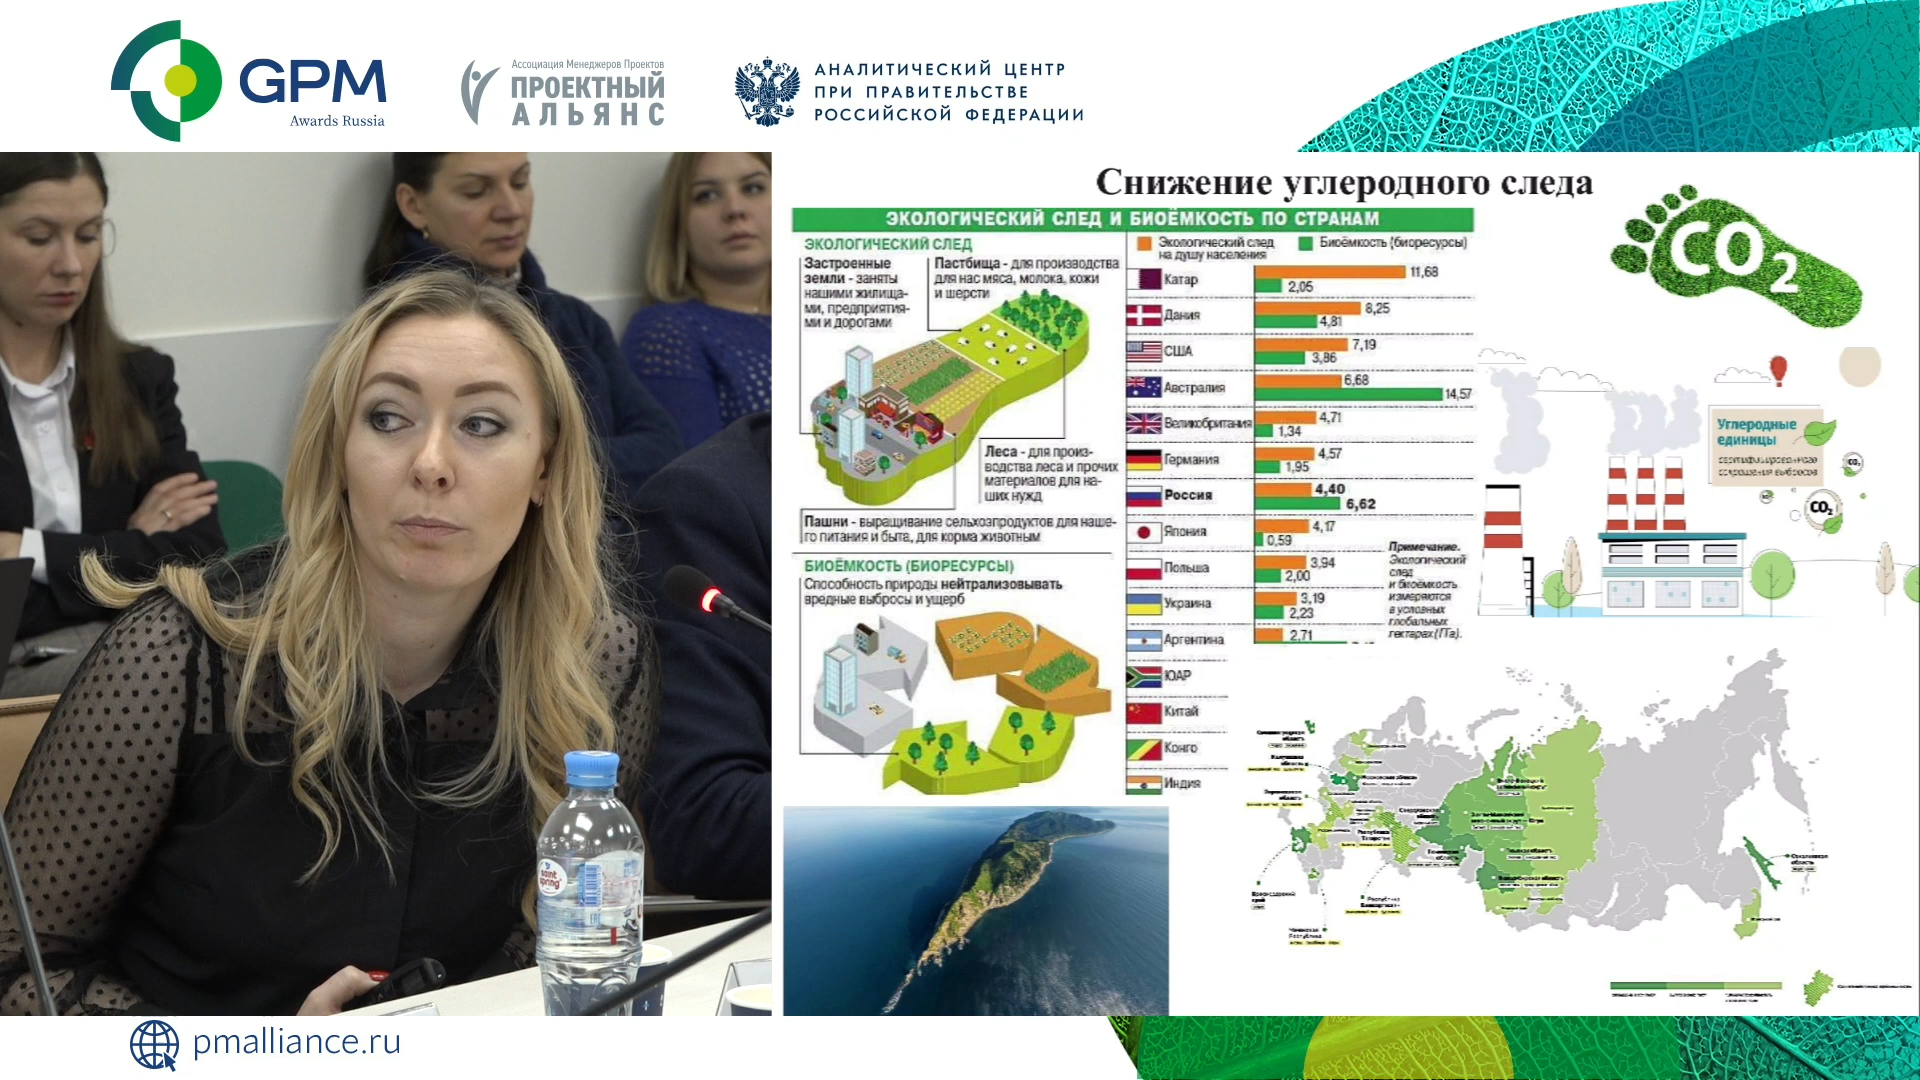 GPM
Awards Russia
Ассоциация Менеджеров Проектов
ПРОЕКТНЫЙ
АЛЬЯНС
АНАЛИТИЧЕСКИЙ ЦЕНТР
ПРИ ПРАВИТЕЛЬСТВЕ
РОССИЙСКОЙ ФЕДЕРАЦИИ
Снижение углеродного следа
ЭКОЛОГИЧЕСКИЙ СЛЕД И БИОЁМКОСТЬ ПО СТРАНАМ
ЭКОЛОГИЧЕСКИЙ СЛЕД
Застроенные
земли - заняты
нашими жилища-
ми, предприятия-
ми и дорогами
Пастбища - для производства
для нас мяса, молока, кожи
и шерсти
Леса - для произ-
водства леса и прочих
материалов для на-
ших нужд
Пашни - выращивание сельхозпродуктов для наше-
го питания и быта, для корма животным
БИОЁМКОСТЬ (БИОРЕСУРСЫ)
Способность природы нейтрализовывать
вредные выбросы и ущерб
Экологический след
на душу населения
Биоёмкость (биоресурсы)
Катар 11,68
2,05
Дания 8,25
4,81
США 7,19
3,86
Австралия 6,68
14,57
Великобритания 4,71
1,34
Германия 4,57
1,95
Россия 4,40
6,62
Япония 4,17
0,59
Польша 3,94
2,00
Украина 3,19
2,23
Аргентина 2,71
ЮАР
Китай
Конго
Индия
Примечание.
Экологический
след
и биоёмкость
измеряются
в условных
глобальных
гектарах (ГГа).
CO2
Углеродные
единицы
сертифицированного
сокращения выбросов
CO2
saint
spring
pmalliance.ru